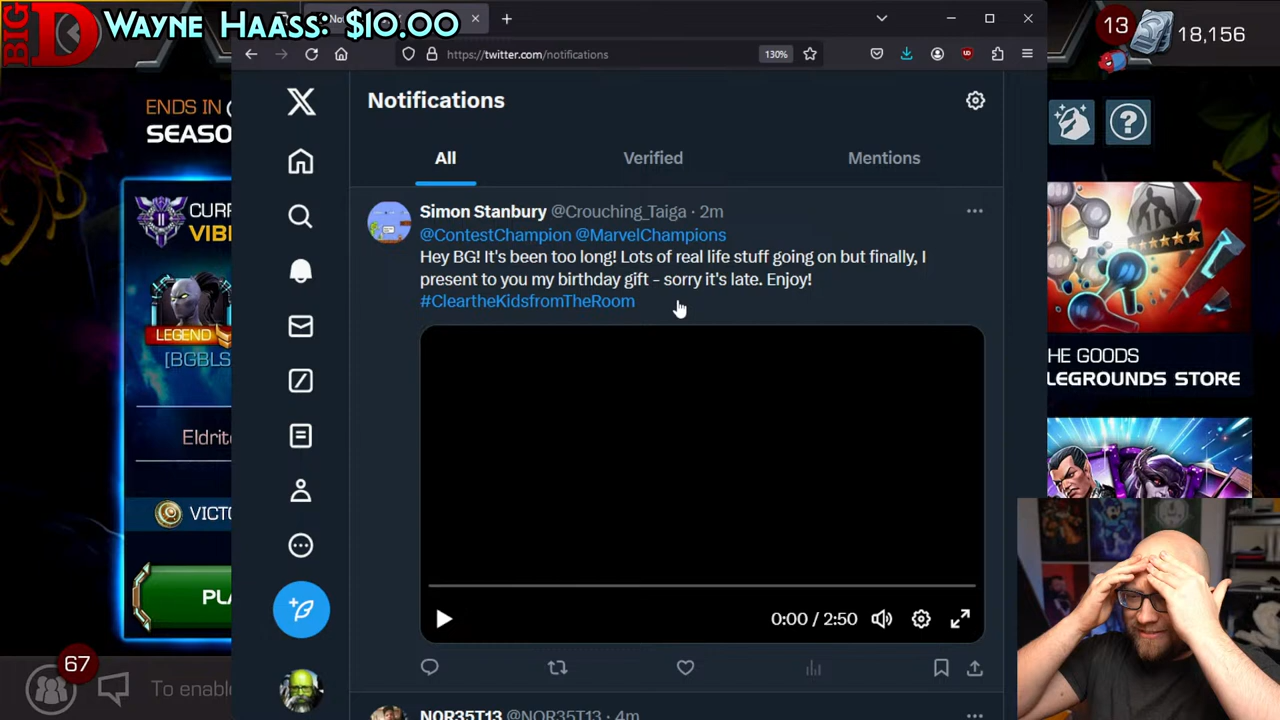 BIG D
WAYNE HAASS: $10.00
https://twitter.com/notifications
130%
13
18,156
ENDS IN
SEASO
CURR
VIB
LEGEND
[BGBLS
Eldrit
VICTO
PLA
67
To enable
Notifications
All
Verified
Mentions
Simon Stanbury @Crouching_Taiga · 2m
@ContestChampion @MarvelChampions
Hey BG! It's been too long! Lots of real life stuff going on but finally, I
present to you my birthday gift - sorry it's late. Enjoy!
#CleartheKidsfromTheRoom
0:00 / 2:50
NOR35T13 @NOR35T13 · 4m
HE GOODS
LEGROUNDS STORE